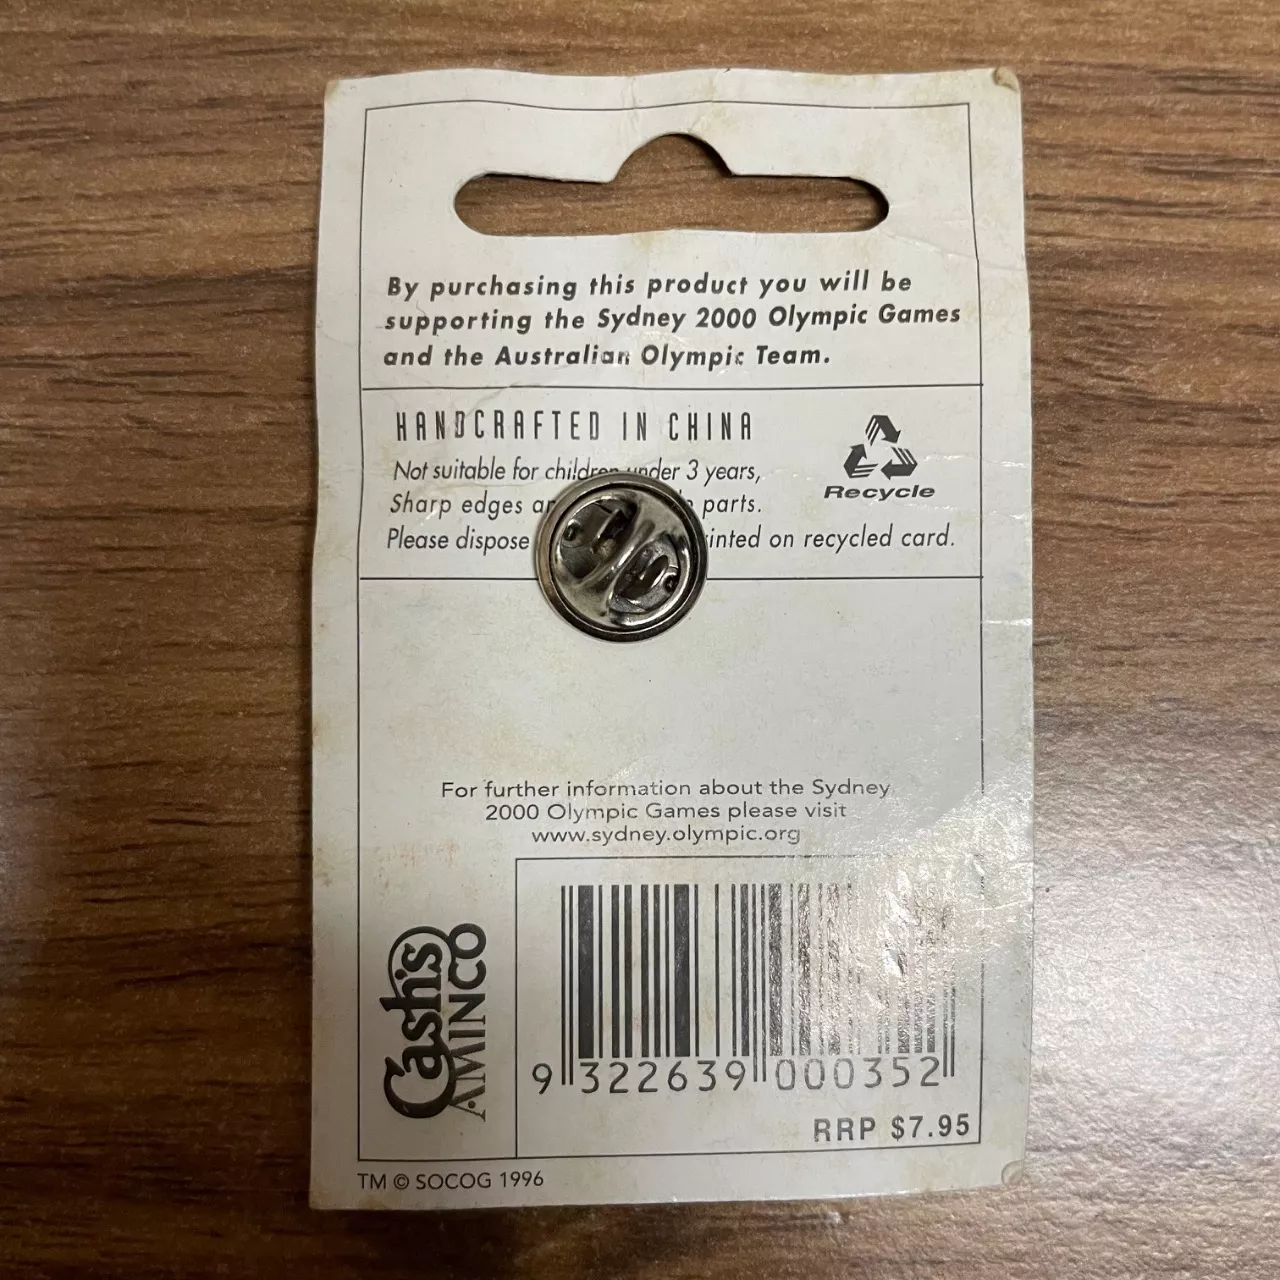 By purchasing this product you will be
supporting the Sydney 2000 Olympic Games
and the Australian Olympic Team.
HANDCRAFTED IN CHINA
Not suitable for children under 3 years,
Sharp edges parts.
Please dispose on recycled card.
Recycle
For further information about the Sydney
2000 Olympic Games please visit
www.sydney.olympic.org
Cash's
AMINCO
9 322639 000352
RRP $7.95
TM © SOCOG 1996